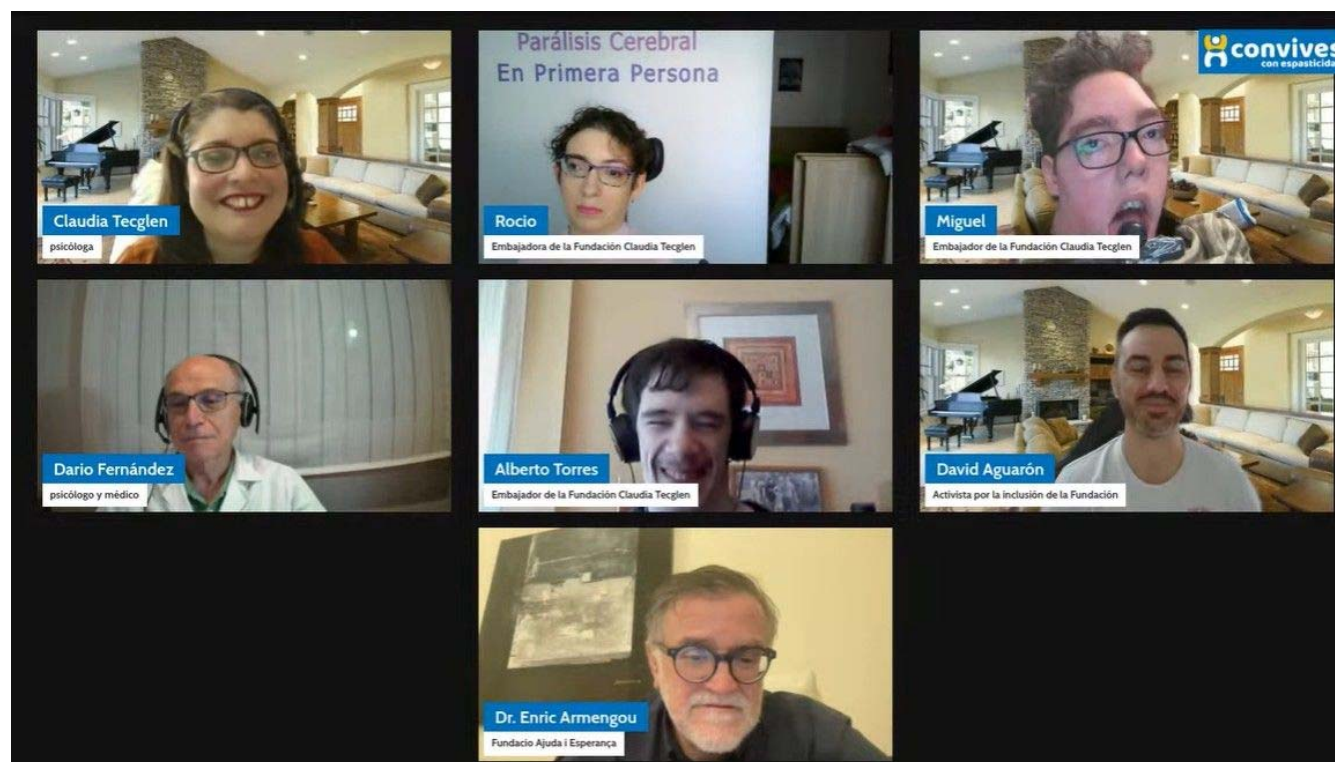 Parálisis Cerebral
En Primera Persona
convives
con espasticida
Claudia Tecglen
psicóloga
Rocio
Embajadora de la Fundación Claudia Tecglen
Miguel
Embajador de la Fundación Claudia Tecglen
Dario Fernández
psicólogo y médico
Alberto Torres
Embajador de la Fundación Claudia Tecglen
David Aguarón
Activista por la inclusión de la Fundación
Dr. Enric Armengou
Fundacio Ajuda i Esperança